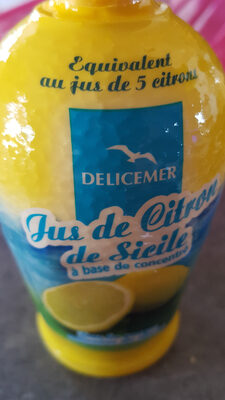 Equivalent
au jus de 5 citrons
DELICEMER
Jus de Citron
de Sicile
à base de concentré